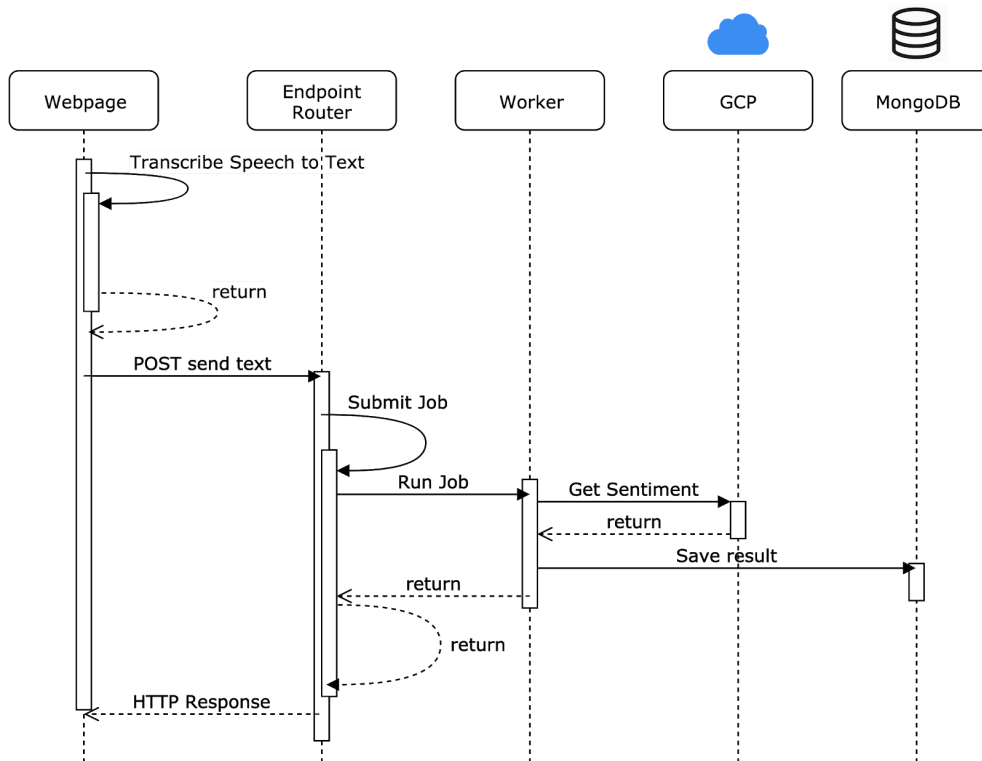 Webpage
Endpoint
Router
Worker
GCP
MongoDB
Transcribe Speech to Text
return
POST send text
Submit Job
Run Job
Get Sentiment
return
Save result
return
return
HTTP Response